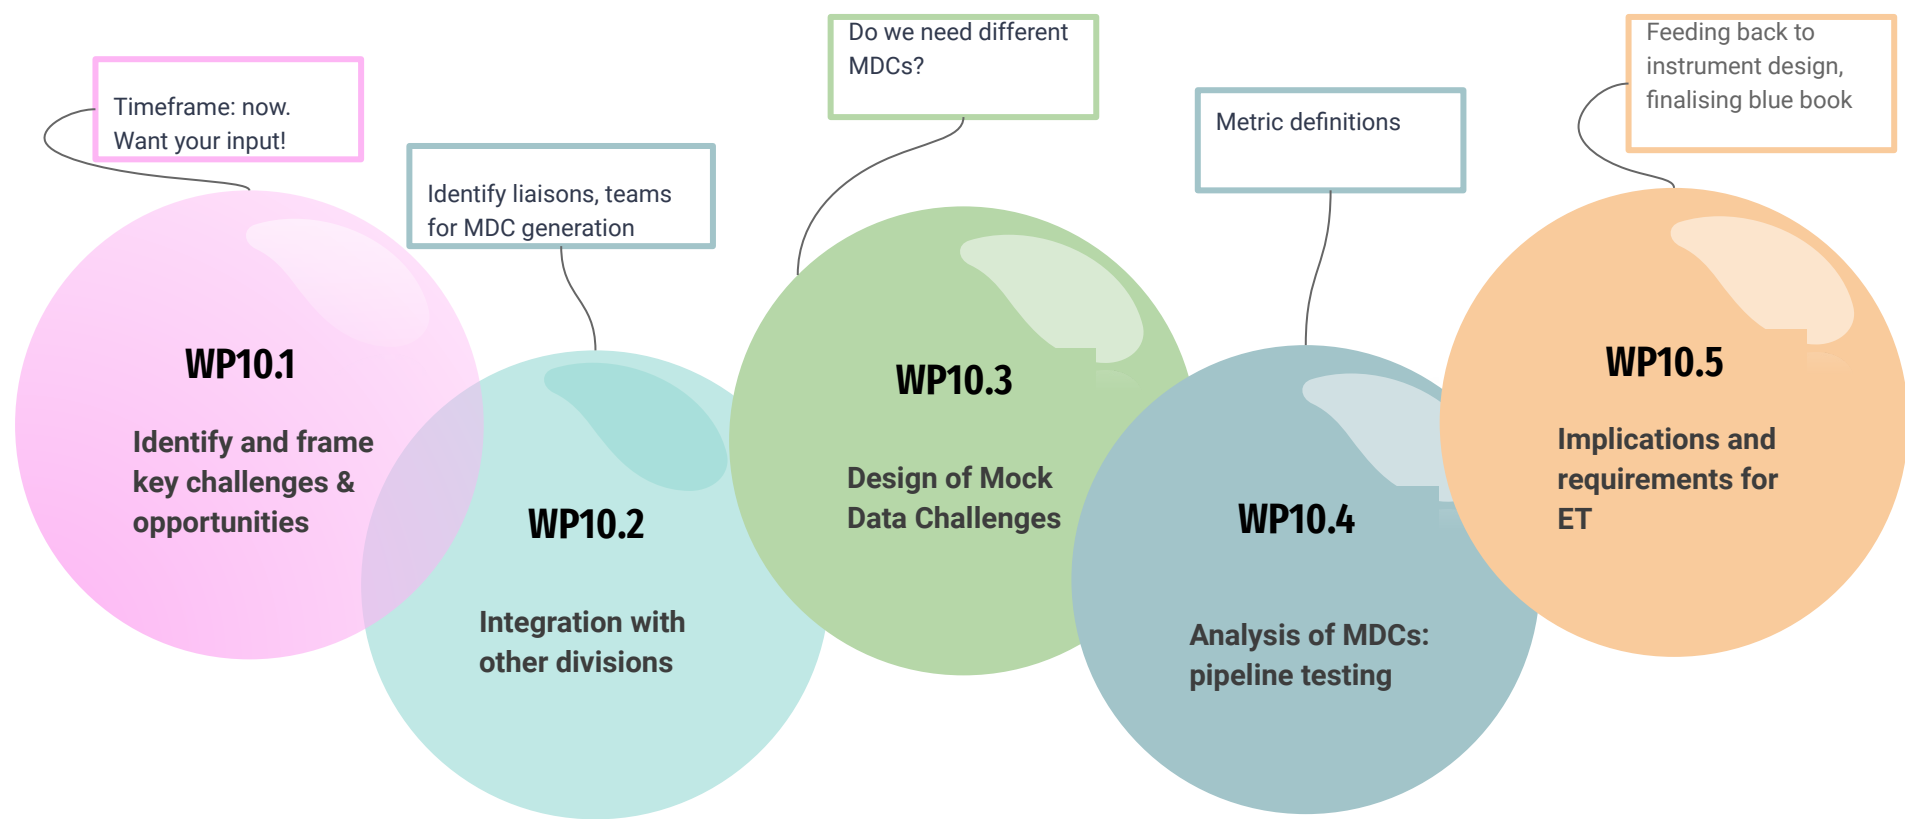 Timeframe: now.
Want your input!
WP10.1
Identify and frame
key challenges &
opportunities
Identify liaisons, teams
for MDC generation
WP10.2
Integration with
other divisions
Do we need different
MDCs?
WP10.3
Design of Mock
Data Challenges
Metric definitions
WP10.4
Analysis of MDCs:
pipeline testing
Feeding back to
instrument design,
finalising blue book
WP10.5
Implications and
requirements for
ET